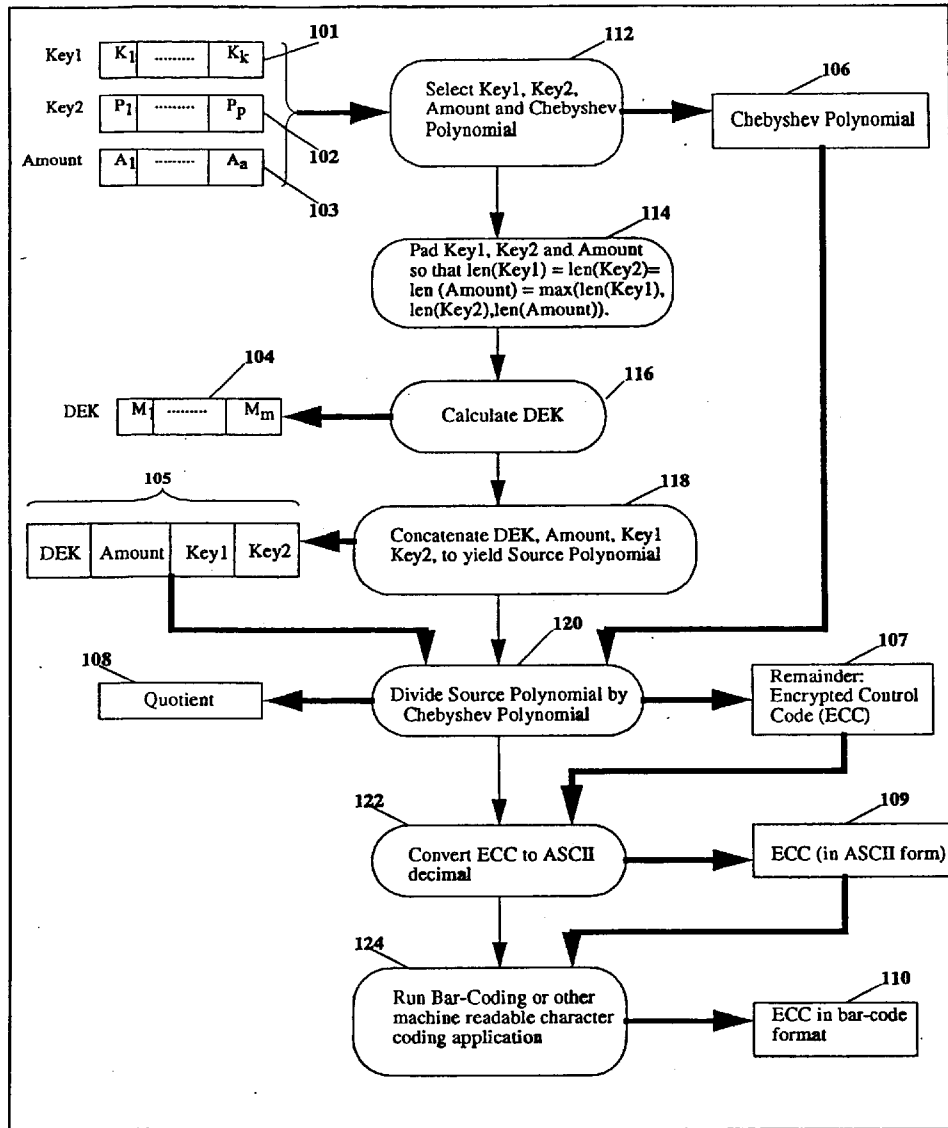 101
112
Key1 K1 ......... Kk
106
Select Key1, Key2,
Amount and Chebyshev
Polynomial
Key2 P1 ......... Pp
Chebyshev Polynomial
102
Amount A1 ......... Aa
103
114
Pad Key1, Key2 and Amount
so that len(Key1) = len(Key2)=
len (Amount) = max(len(Key1),
len(Key2),len(Amount)).
104
116
DEK M1 ......... Mm
Calculate DEK
105
118
Concatenate DEK, Amount, Key1
Key2, to yield Source Polynomial
DEK Amount Key1 Key2
120
108
107
Quotient
Divide Source Polynomial by
Chebyshev Polynomial
Remainder:
Encrypted Control
Code (ECC)
122
109
Convert ECC to ASCII
decimal
ECC (in ASCII form)
124
110
Run Bar-Coding or other
machine readable character
coding application
ECC in bar-code
format